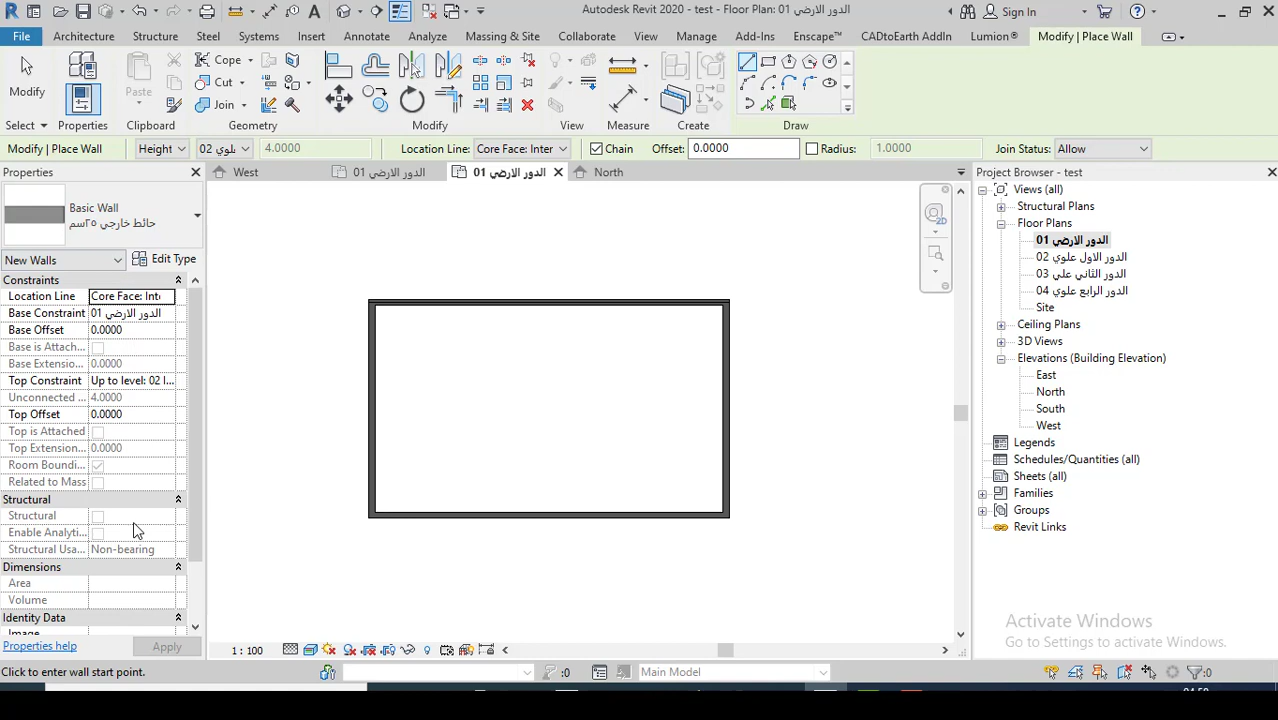 Autodesk Revit 2020 - test - Floor Plan: الدور الارضي 01
Sign In
File Architecture Structure Steel Systems Insert Annotate Analyze Massing & Site Collaborate View Manage Add-Ins Enscape™ CADtoEarth AddIn Lumion® Modify | Place Wall
Modify Paste Cope Cut Join
Select Properties Clipboard Geometry Modify View Measure Create Draw
Modify | Place Wall Height 02 علوي 4.0000 Location Line: Core Face: Inter Chain Offset: 0.0000 Radius: 1.0000 Join Status: Allow
Properties
West
الدور الارضي 01
الدور الارضي 01
North
Project Browser - test
Basic Wall
حائط خارجي ٢٥سم
New Walls Edit Type
Constraints
Location Line Core Face: Int
Base Constraint الدور الارضي 01
Base Offset 0.0000
Base is Attach...
Base Extensio... 0.0000
Top Constraint Up to level: 02 ا...
Unconnected ... 4.0000
Top Offset 0.0000
Top is Attached
Top Extension... 0.0000
Room Boundi...
Related to Mass
Structural
Structural
Enable Analyti...
Structural Usa... Non-bearing
Dimensions
Area
Volume
Identity Data
Properties help Apply
Views (all)
Structural Plans
Floor Plans
الدور الارضي 01
الدور الاول علوي 02
الدور الثاني علي 03
الدور الرابع علوي 04
Site
Ceiling Plans
3D Views
Elevations (Building Elevation)
East
North
South
West
Legends
Schedules/Quantities (all)
Sheets (all)
Families
Groups
Revit Links
2D
Activate Windows
Go to Settings to activate Windows.
1 : 100
Click to enter wall start point. :0 Main Model :0